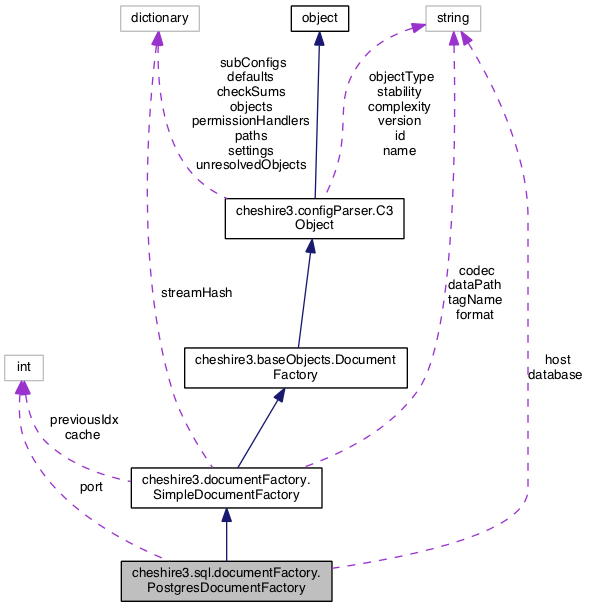 dictionary
object
string
subConfigs
defaults
checkSums
objects
permissionHandlers
paths
settings
unresolvedObjects
objectType
stability
complexity
version
id
name
cheshire3.configParser.C3
Object
streamHash
codec
dataPath
tagName
format
cheshire3.baseObjects.Document
Factory
int
host
database
previousIdx
cache
cheshire3.documentFactory.
SimpleDocumentFactory
port
cheshire3.sql.documentFactory.
PostgresDocumentFactory